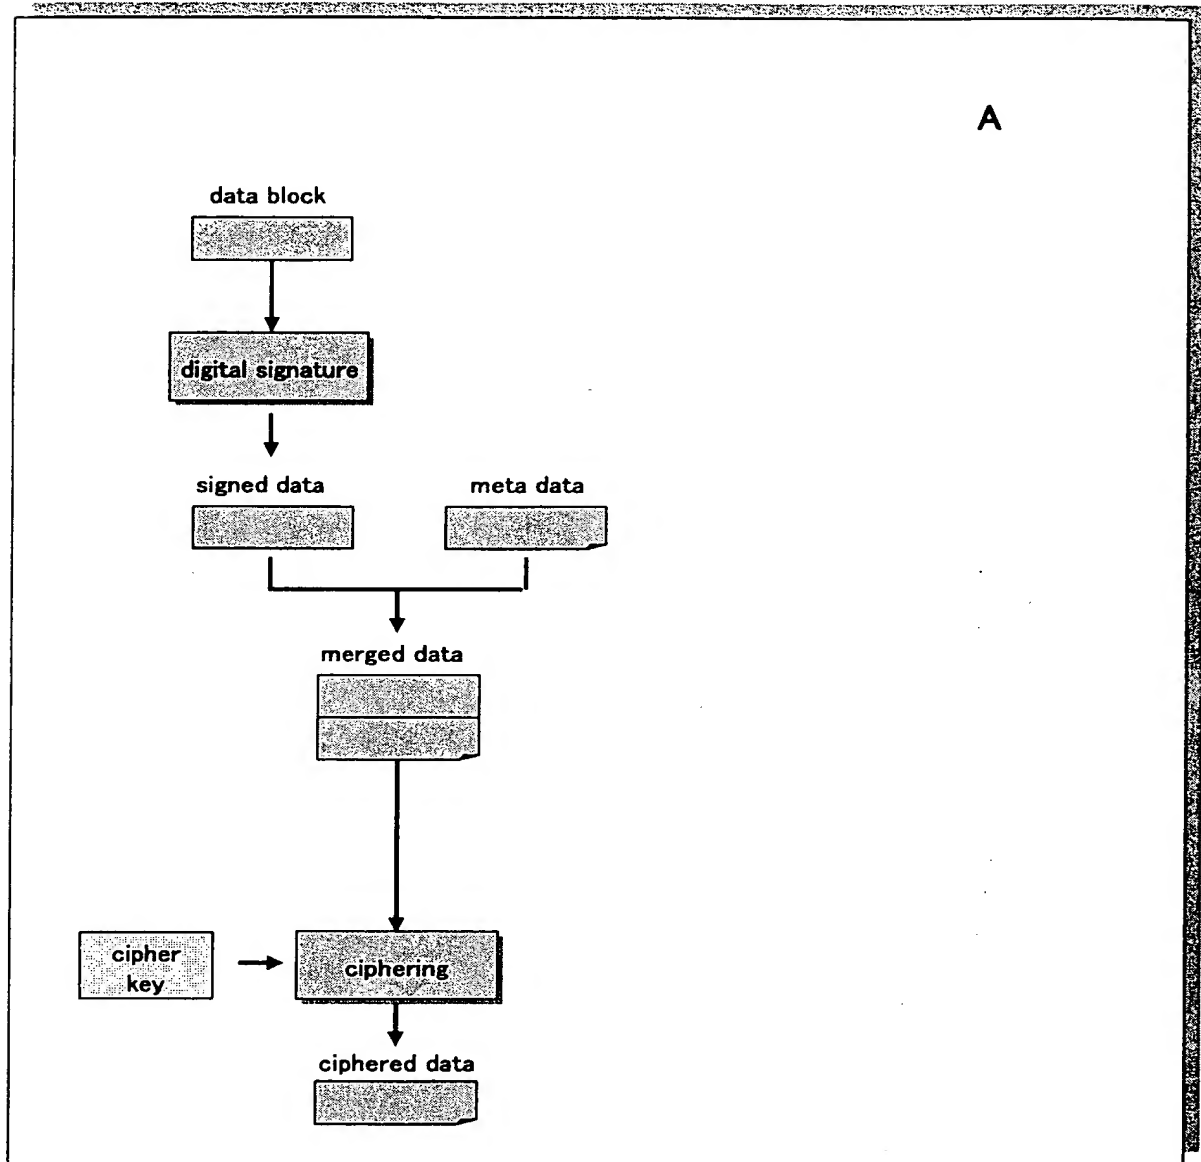 A
data block
digital signature
signed data
meta data
merged data
cipher
key
ciphering
ciphered data